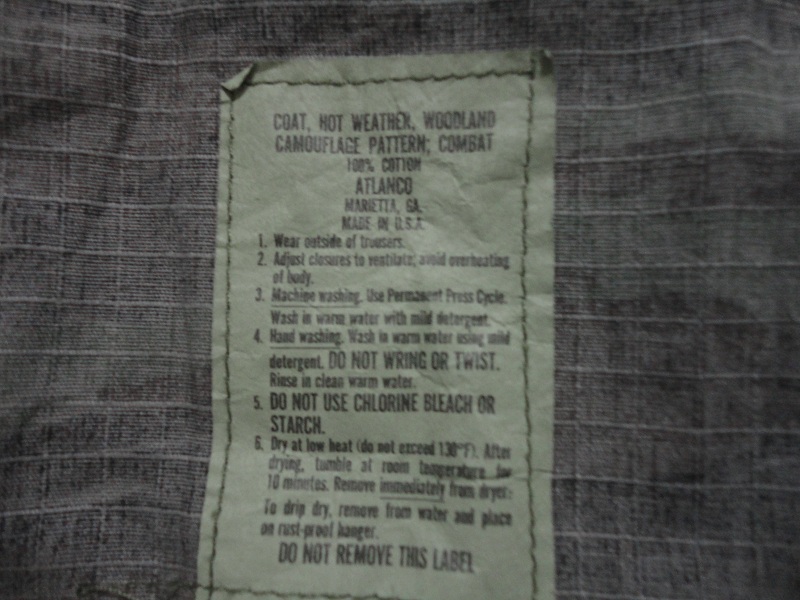 COAT, HOT WEATHER, WOODLAND
CAMOUFLAGE PATTERN; COMBAT
100% COTTON
ATLANCO
MARIETTA, GA.
MADE IN U.S.A.
1. Wear outside of trousers.
2. Adjust closures to ventilate; avoid overheating
of body.
3. Machine washing. Use Permanent Press Cycle.
Wash in warm water with mild detergent.
4. Hand washing. Wash in warm water using mild
detergent. DO NOT WRING OR TWIST.
Rinse in clean warm water.
5. DO NOT USE CHLORINE BLEACH OR
STARCH.
6. Dry at low heat (do not exceed 130°F). After
drying, tumble at room temperature for
10 minutes. Remove immediately from dryer.
To drip dry, remove from water and place
on rust-proof hanger.
DO NOT REMOVE THIS LABEL